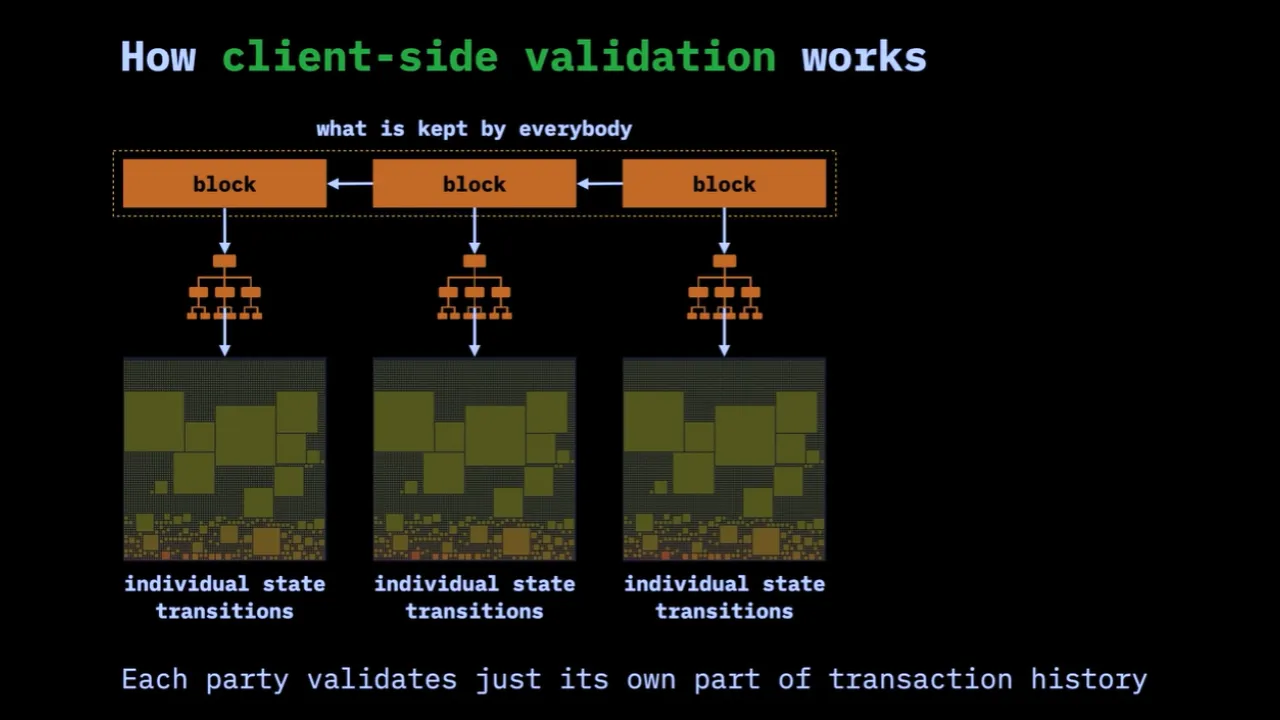 How client-side validation works
what is kept by everybody
block
block
block
individual state
transitions
individual state
transitions
individual state
transitions
Each party validates just its own part of transaction history